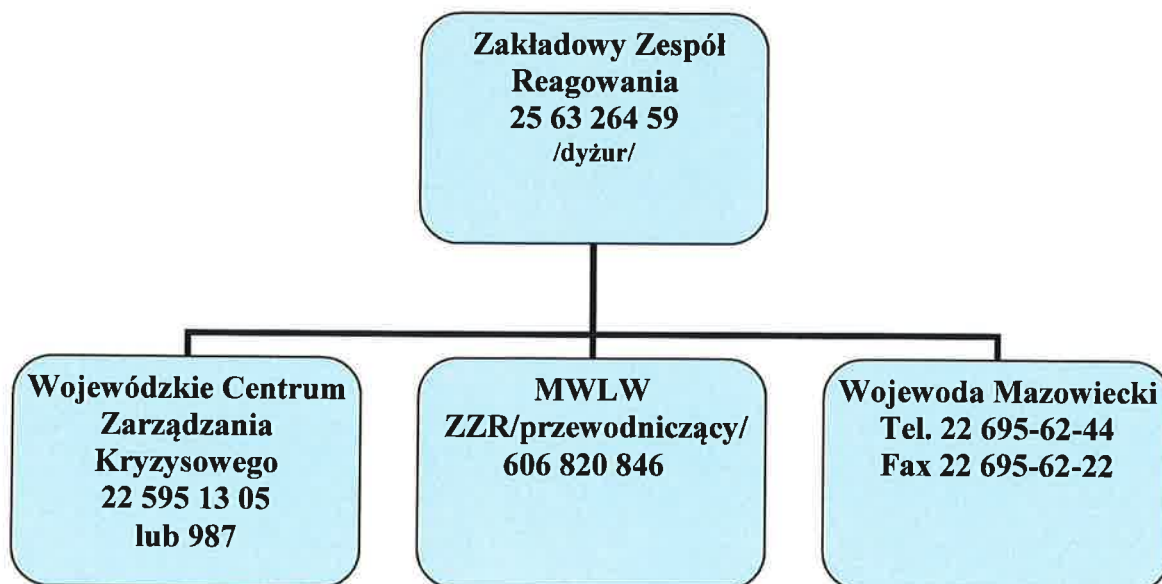 Zakładowy Zespół
Reagowania
25 63 264 59
/dyżur/
Wojewódzkie Centrum
Zarządzania
Kryzysowego
22 595 13 05
lub 987
MWLW
ZZR/przewodniczący/
606 820 846
Wojewoda Mazowiecki
Tel. 22 695-62-44
Fax 22 695-62-22